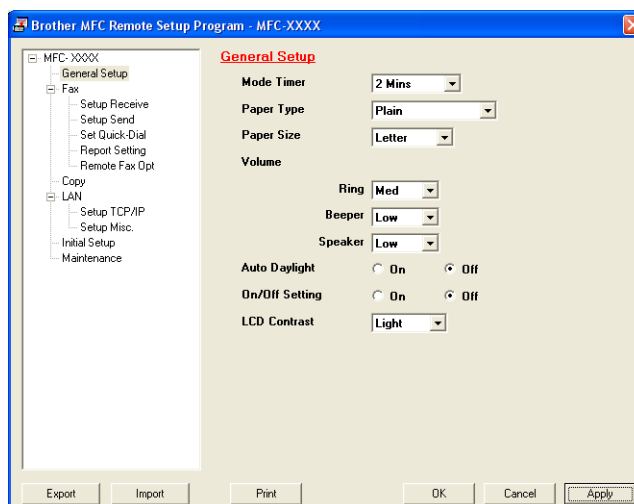 Brother MFC Remote Setup Program - MFC-XXXX
MFC- XXXX
General Setup
Fax
Setup Receive
Setup Send
Set Quick-Dial
Report Setting
Remote Fax Opt
Copy
LAN
Setup TCP/IP
Setup Misc.
Initial Setup
Maintenance
General Setup
Mode Timer 2 Mins
Paper Type Plain
Paper Size Letter
Volume
Ring Med
Beeper Low
Speaker Low
Auto Daylight On Off
On/Off Setting On Off
LCD Contrast Light
Export Import Print OK Cancel Apply